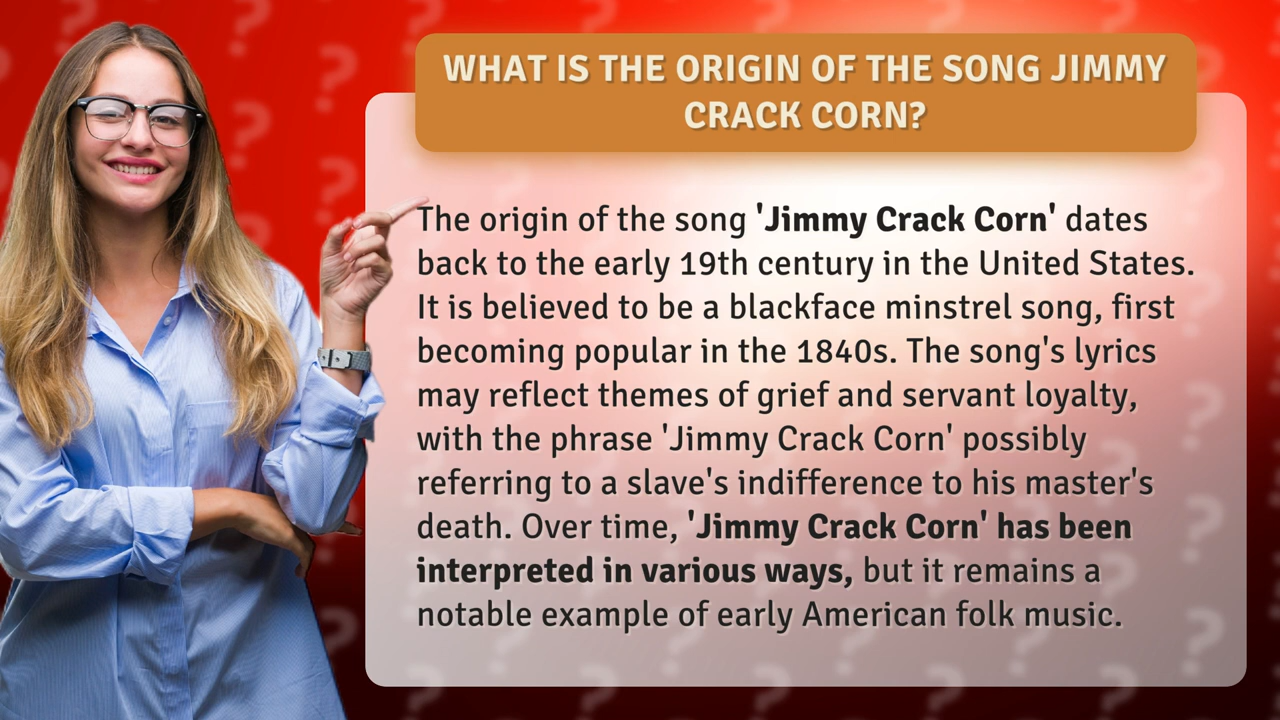 WHAT IS THE ORIGIN OF THE SONG JIMMY
CRACK CORN?
The origin of the song 'Jimmy Crack Corn' dates
back to the early 19th century in the United States.
It is believed to be a blackface minstrel song, first
becoming popular in the 1840s. The song's lyrics
may reflect themes of grief and servant loyalty,
with the phrase 'Jimmy Crack Corn' possibly
referring to a slave's indifference to his master's
death. Over time, 'Jimmy Crack Corn' has been
interpreted in various ways, but it remains a
notable example of early American folk music.